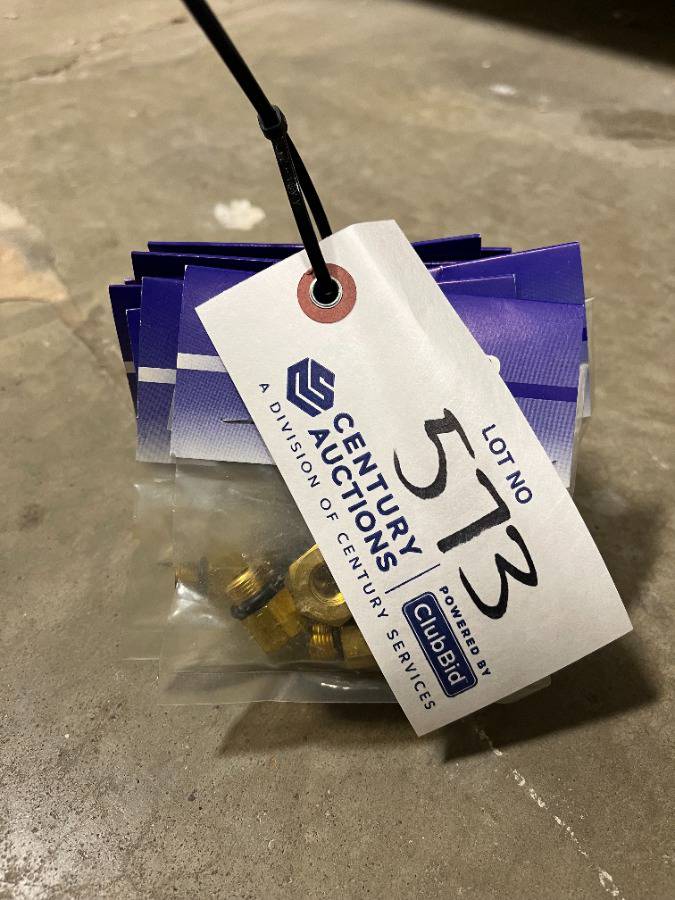 CENTURY
AUCTIONS
A DIVISION OF CENTURY SERVICES
LOT NO
573
POWERED BY
ClubBid